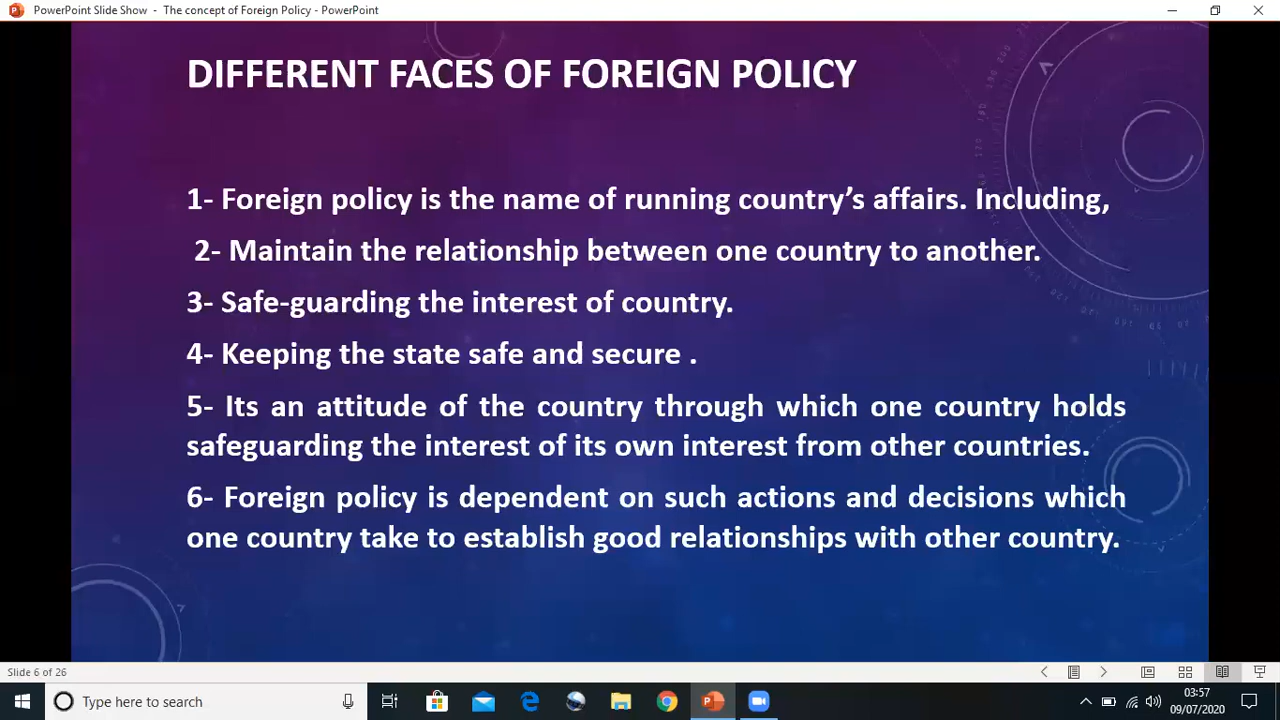 PowerPoint Slide Show - The concept of Foreign Policy - PowerPoint
DIFFERENT FACES OF FOREIGN POLICY
1- Foreign policy is the name of running country’s affairs. Including,
2- Maintain the relationship between one country to another.
3- Safe-guarding the interest of country.
4- Keeping the state safe and secure .
5- Its an attitude of the country through which one country holds
safeguarding the interest of its own interest from other countries.
6- Foreign policy is dependent on such actions and decisions which
one country take to establish good relationships with other country.
Slide 6 of 26
Type here to search
03:57
09/07/2020